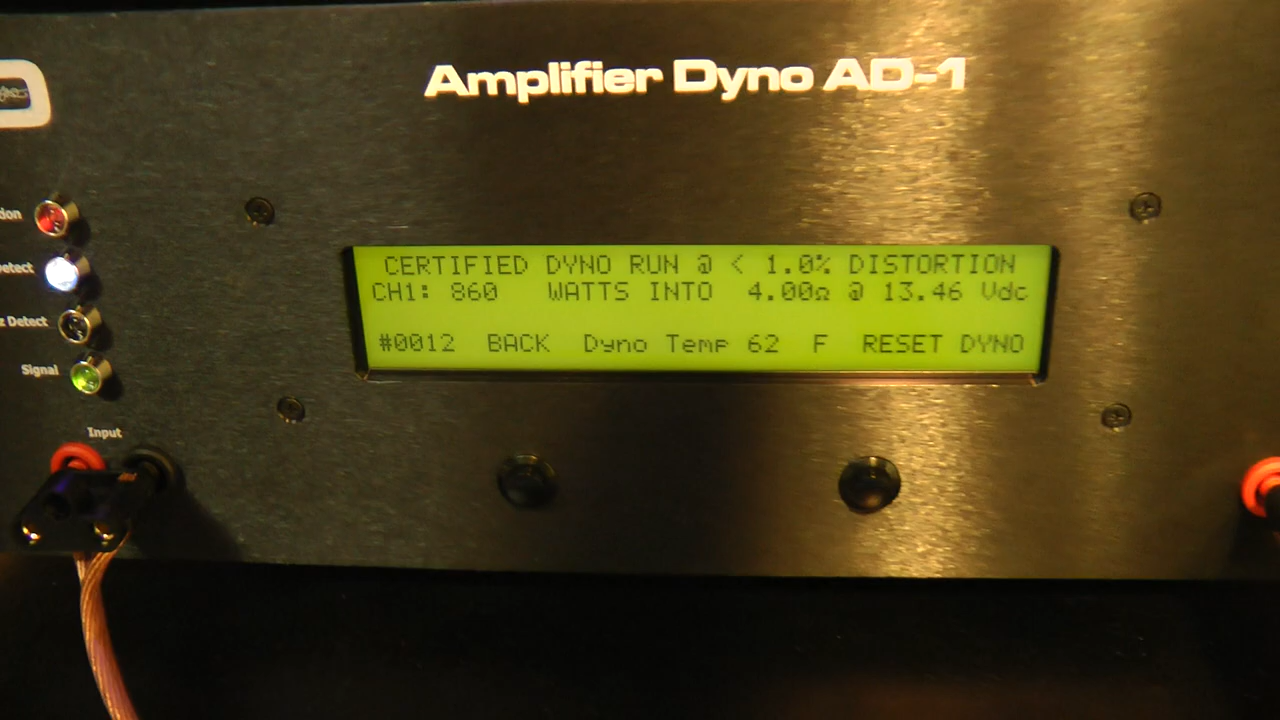 Amplifier Dyno AD-1
CERTIFIED DYNO RUN @ < 1.0% DISTORTION
CH1: 860 WATTS INTO 4.00Ω @ 13.46 Vdc
#0012 BACK Dyno Temp 62 F RESET DYNO
Detect
Signal
Input